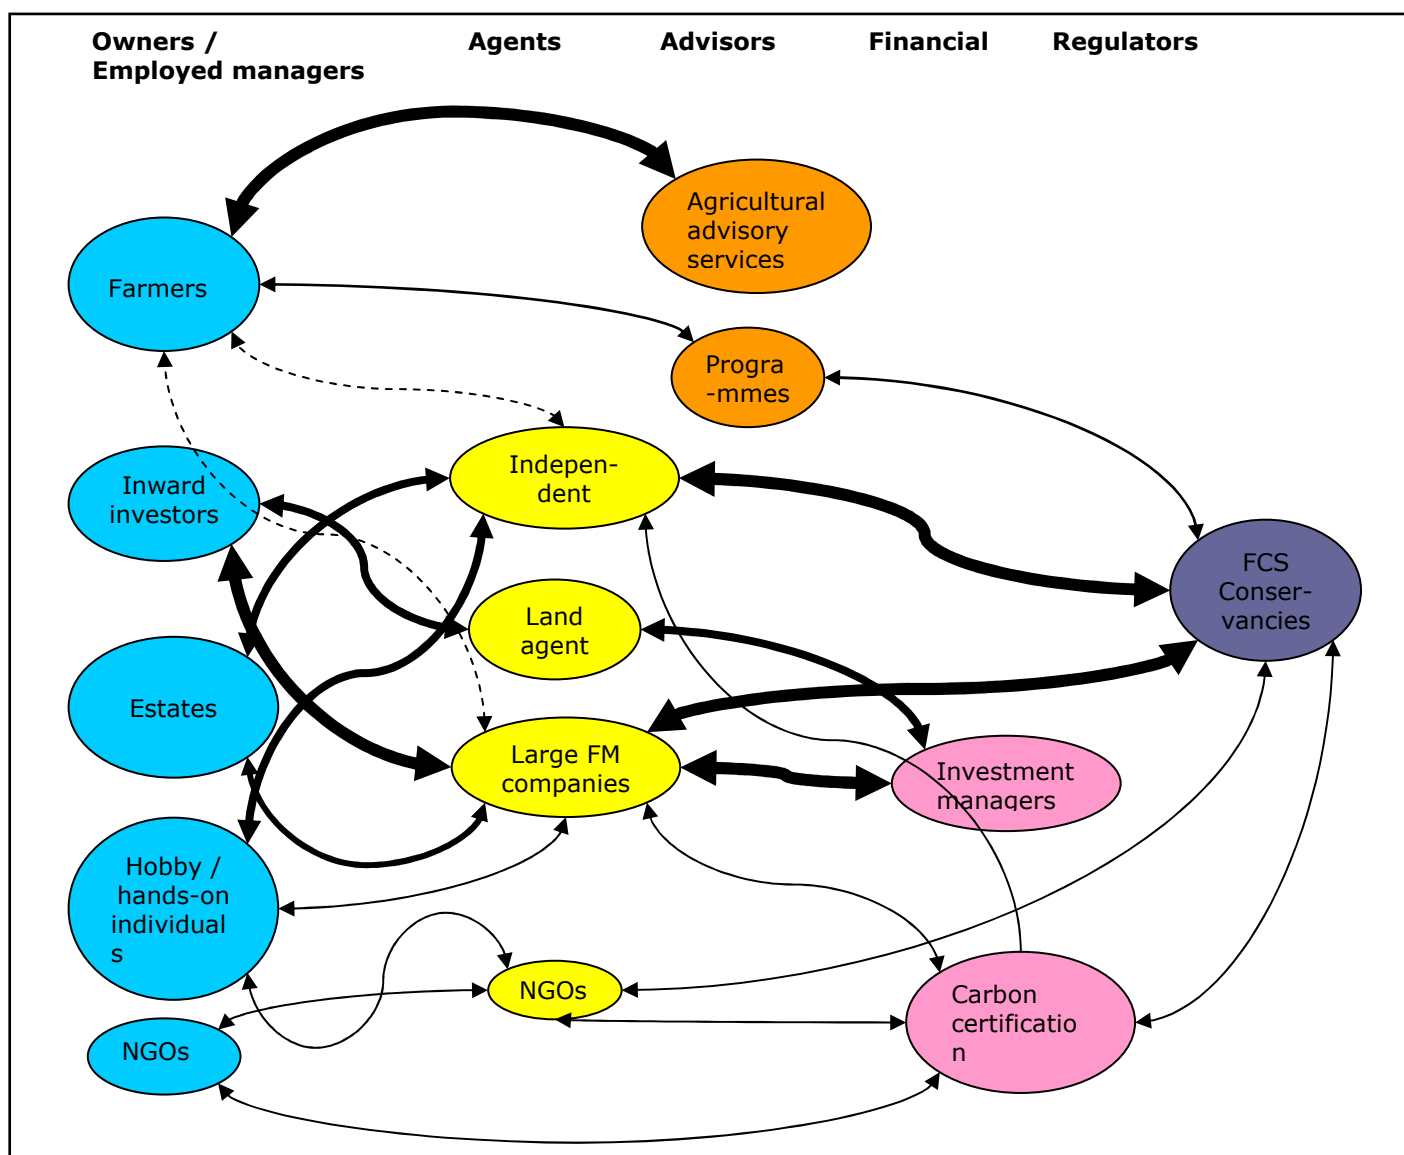 Owners /
Employed managers
Agents
Advisors
Financial
Regulators
Agricultural
advisory
services
Farmers
Progra
-mmes
Indepen-
dent
Inward
investors
FCS
Conser-
vancies
Land
agent
Estates
Large FM
companies
Investment
managers
Hobby /
hands-on
individual
s
NGOs
Carbon
certificatio
n
NGOs